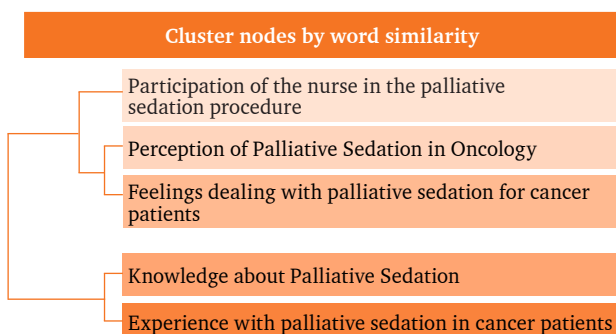 Cluster nodes by word similarity
Participation of the nurse in the palliative
sedation procedure
Perception of Palliative Sedation in Oncology
Feelings dealing with palliative sedation for cancer
patients
Knowledge about Palliative Sedation
Experience with palliative sedation in cancer patients